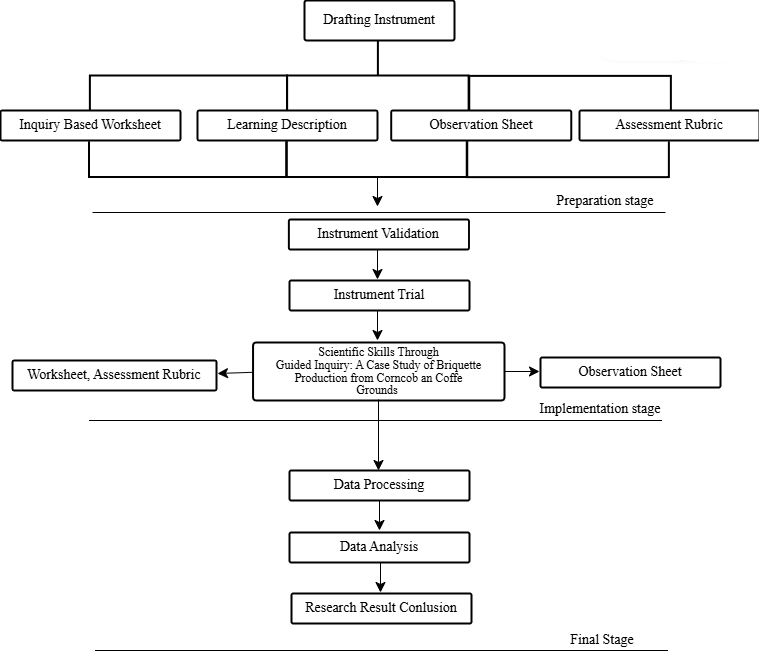 Drafting Instrument
Inquiry Based Worksheet
Learning Description
Observation Sheet
Assessment Rubric
Preparation stage
Instrument Validation
Instrument Trial
Scientific Skills Through
Guided Inquiry: A Case Study of Briquette
Production from Corncob an Coffe
Grounds
Worksheet, Assessment Rubric
Observation Sheet
Implementation stage
Data Processing
Data Analysis
Research Result Conlusion
Final Stage